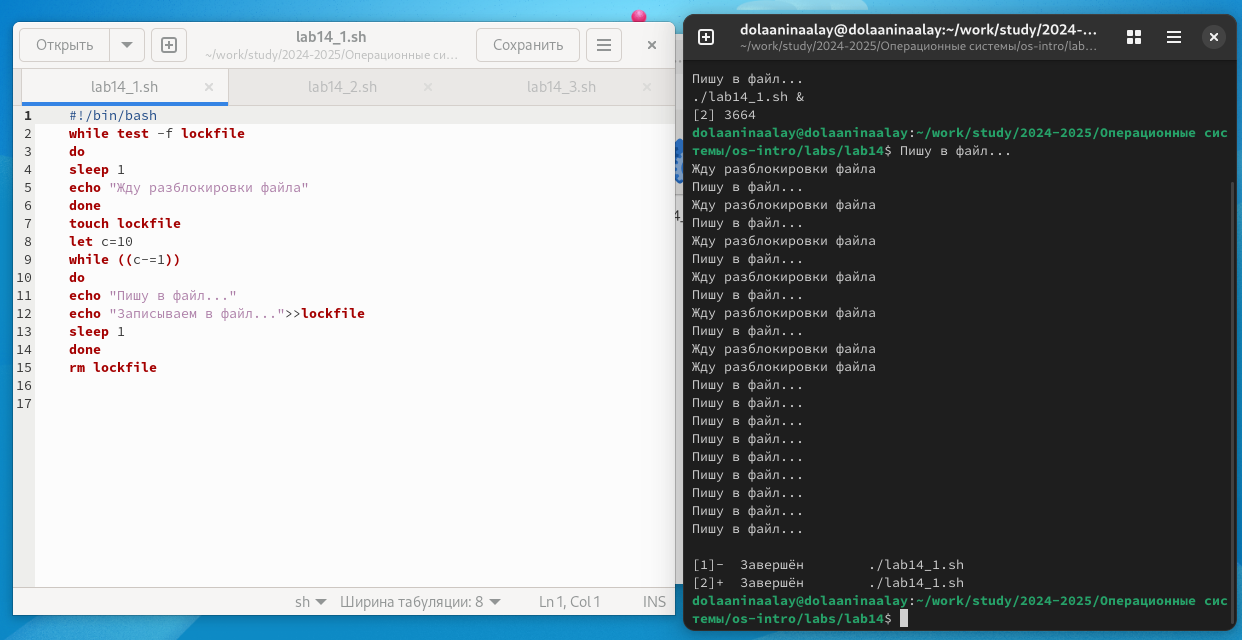 Открыть
lab14_1.sh
~/work/study/2024-2025/Операционные си...
Сохранить
lab14_1.sh
lab14_2.sh
lab14_3.sh
1 #!/bin/bash
2 while test -f lockfile
3 do
4 sleep 1
5 echo "Жду разблокировки файла"
6 done
7 touch lockfile
8 let c=10
9 while ((c-=1))
10 do
11 echo "Пишу в файл..."
12 echo "Записываем в файл...">>lockfile
13 sleep 1
14 done
15 rm lockfile
16
17
sh
Ширина табуляции: 8
Ln 1, Col 1
INS
dolaaninaalay@dolaaninaalay:~/work/study/2024-...
~/work/study/2024-2025/Операционные системы/os-intro/lab...
Пишу в файл...
./lab14_1.sh &
[2] 3664
dolaaninaalay@dolaaninaalay:~/work/study/2024-2025/Операционные сис
темы/os-intro/labs/lab14$ Пишу в файл...
Жду разблокировки файла
Пишу в файл...
Жду разблокировки файла
Пишу в файл...
Жду разблокировки файла
Пишу в файл...
Жду разблокировки файла
Пишу в файл...
Жду разблокировки файла
Пишу в файл...
Жду разблокировки файла
Жду разблокировки файла
Пишу в файл...
Пишу в файл...
Пишу в файл...
Пишу в файл...
Пишу в файл...
Пишу в файл...
Пишу в файл...
Пишу в файл...
Пишу в файл...
[1]- Завершён ./lab14_1.sh
[2]+ Завершён ./lab14_1.sh
dolaaninaalay@dolaaninaalay:~/work/study/2024-2025/Операционные сис
темы/os-intro/labs/lab14$